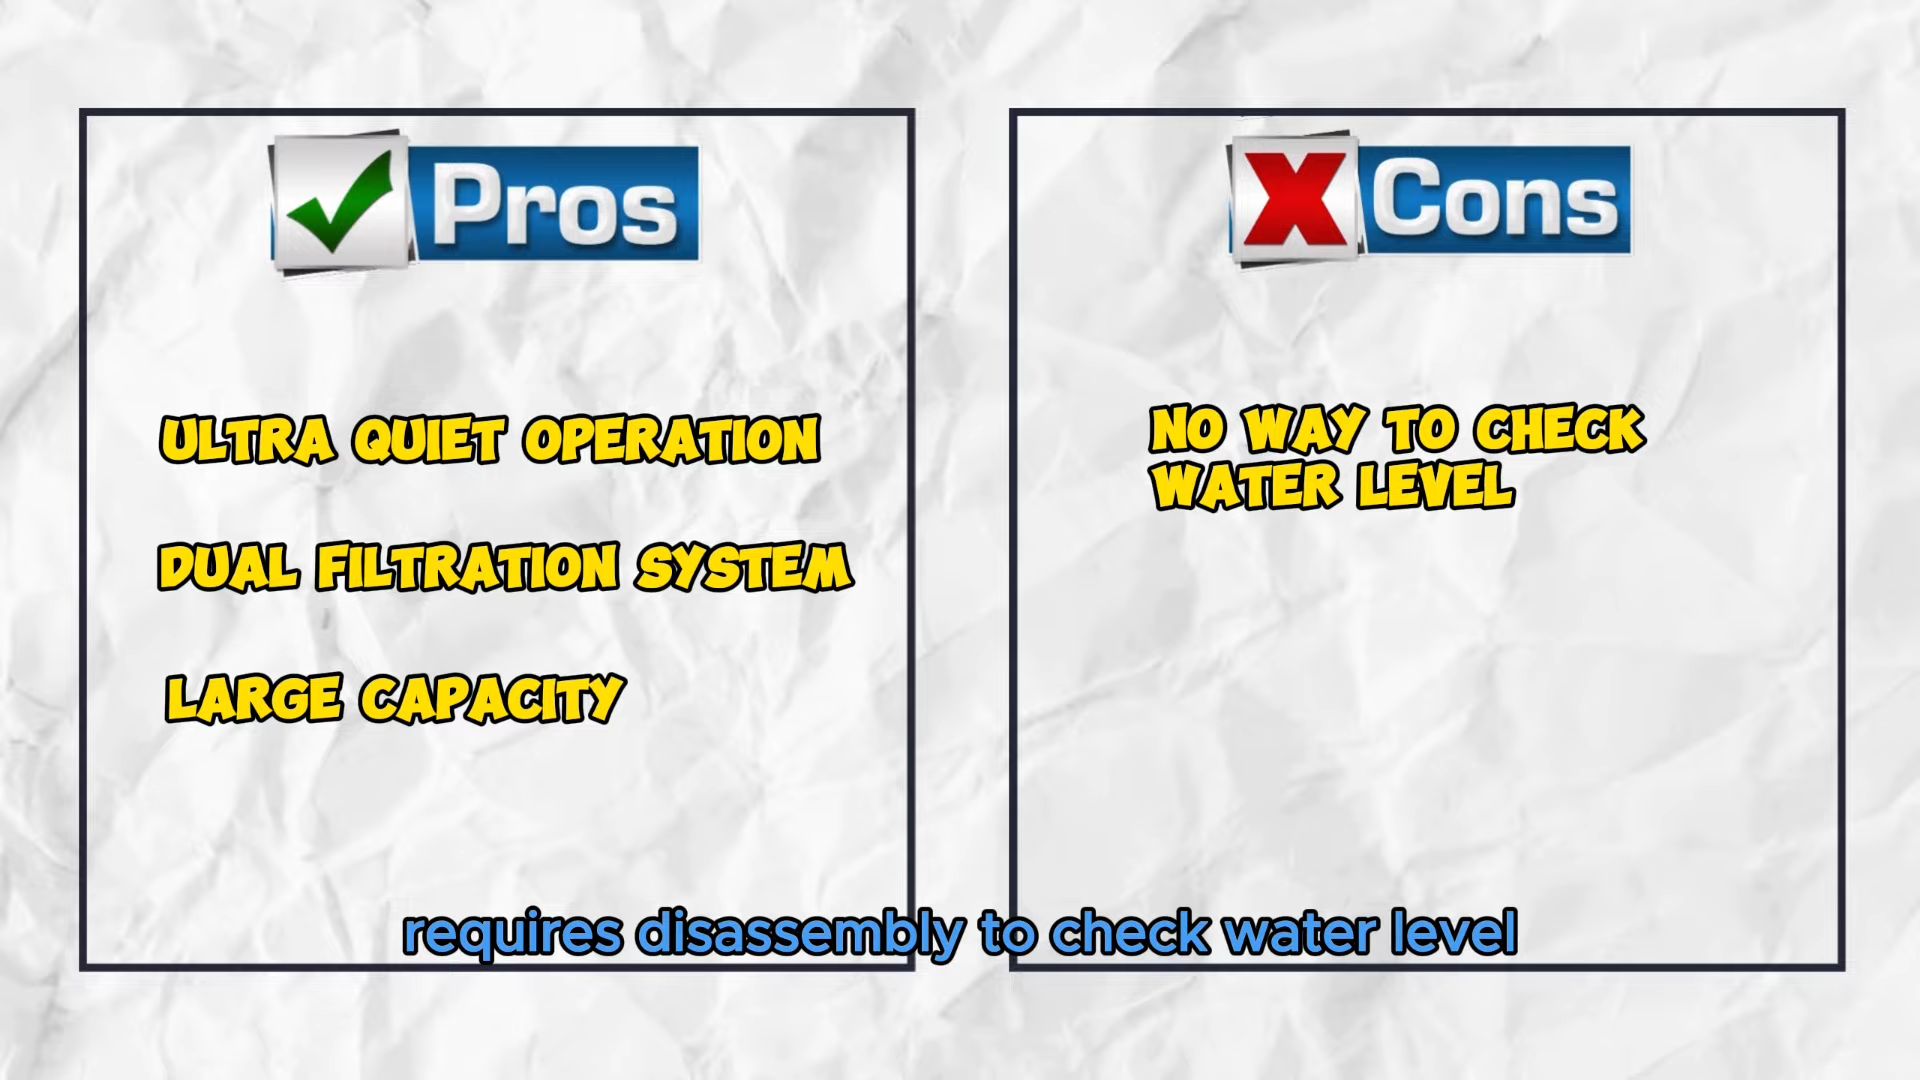 Pros
ULTRA QUIET OPERATION
DUAL FILTRATION SYSTEM
LARGE CAPACITY
X Cons
NO WAY TO CHECK
WATER LEVEL
requires disassembly to check water level